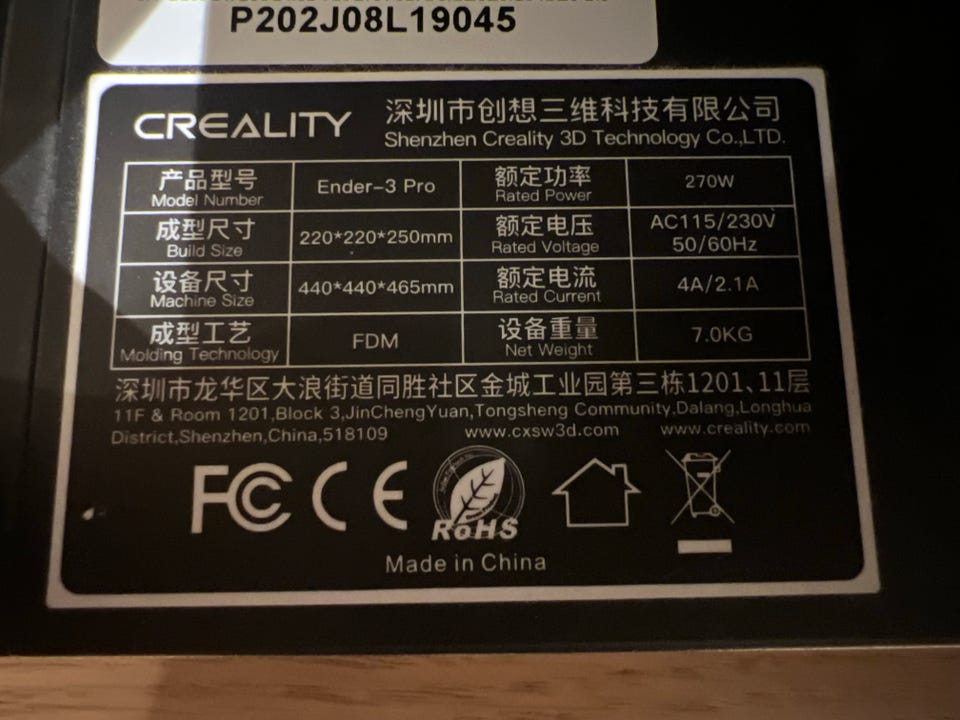 P202J08L19045
CREALITY
深圳市创想三维科技有限公司
Shenzhen Creality 3D Technology Co.,LTD.
产品型号 Ender-3 Pro 额定功率 270W
Model Number Rated Power
成型尺寸 220*220*250mm 额定电压 AC115/230V
Build Size Rated Voltage 50/60Hz
设备尺寸 440*440*465mm 额定电流 4A/2.1A
Machine Size Rated Current
成型工艺 FDM 设备重量 7.0KG
Molding Technology Net Weight
深圳市龙华区大浪街道同胜社区金城工业园第三栋1201、11层
11F & Room 1201,Block 3,JinChengYuan,Tongsheng Community,Dalang,Longhua
District,Shenzhen,China,518109 www.cxsw3d.com www.creality.com
FC CE RoHS
Made in China